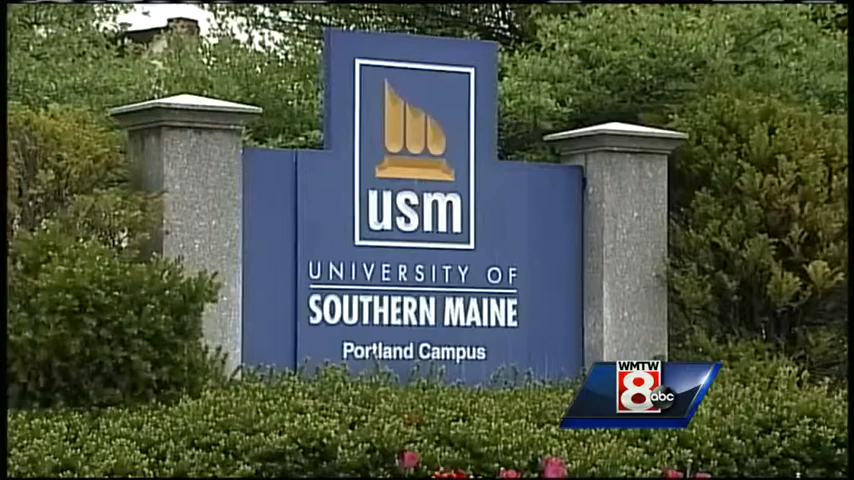 usm
UNIVERSITY OF
SOUTHERN MAINE
Portland Campus
WMTW
8 abc